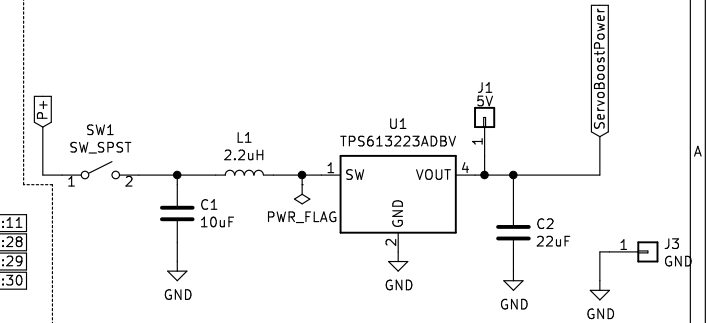 ServoBoostPower
J1
5V
1
P+
SW1
SW_SPST
1
2
L1
2.2uH
U1
TPS613223ADBV
1
SW
VOUT
4
GND
2
PWR_FLAG
C1
10uF
C2
22uF
GND
GND
GND
1
J3
GND
GND
A
:11
:28
:29
:30